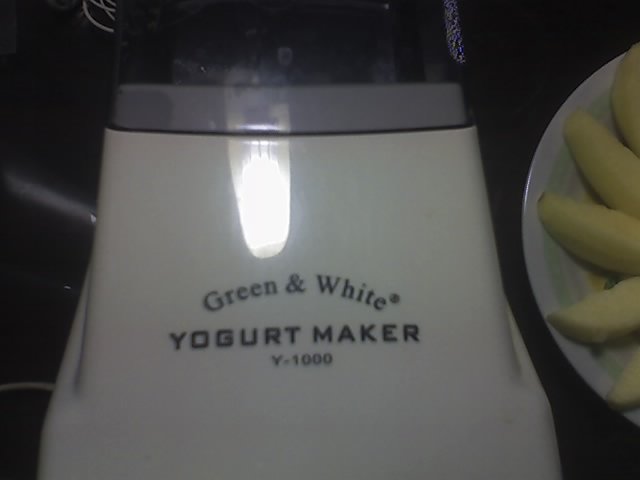 Green & White®
YOGURT MAKER
Y-1000